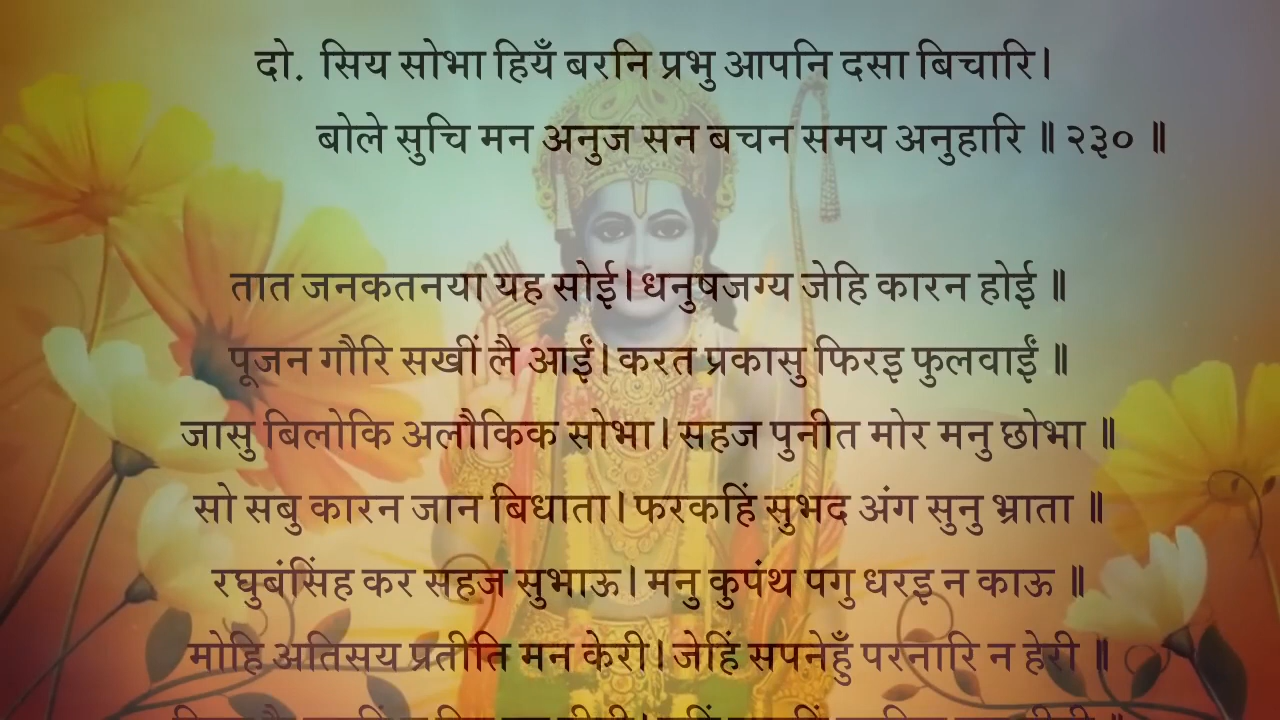 दो. सिय सोभा हियँ बरनि प्रभु आपनि दसा बिचारि।
बोले सुचि मन अनुज सन बचन समय अनुहारि ॥ २३० ॥
तात जनकतनया यह सोई। धनुषजग्य जेहि कारन होई ॥
पूजन गौरि सखीं लै आईं। करत प्रकासु फिरइ फुलवाईं ॥
जासु बिलोकि अलौकिक सोभा। सहज पुनीत मोर मनु छोभा ॥
सो सबु कारन जान बिधाता। फरकहिं सुभद अंग सुनु भ्राता ॥
रघुबंसिंह कर सहज सुभाऊ। मनु कुपंथ पगु धरइ न काऊ ॥
मोहि अतिसय प्रतीति मन केरी। जेहिं सपनेहुँ परनारि न हेरी ॥